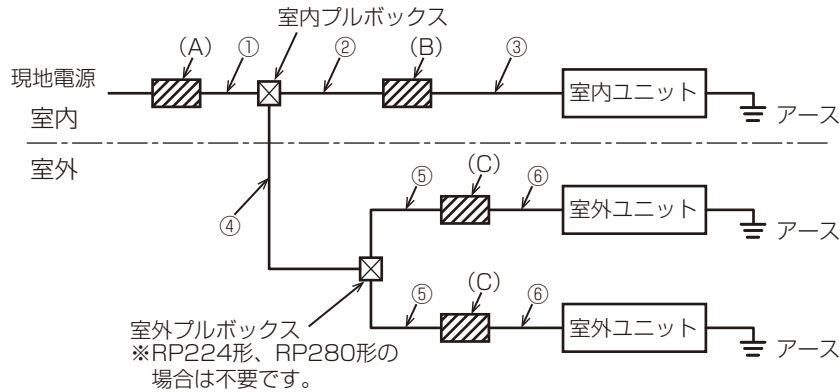 室内プルボックス
(A) ① ② (B) ③
現地電源 室内ユニット
室内 アース
室外
⑤ (C) ⑥
室外ユニット
④ アース
⑤ (C) ⑥
室外プルボックス 室外ユニット
※RP224形、RP280形の アース
場合は不要です。